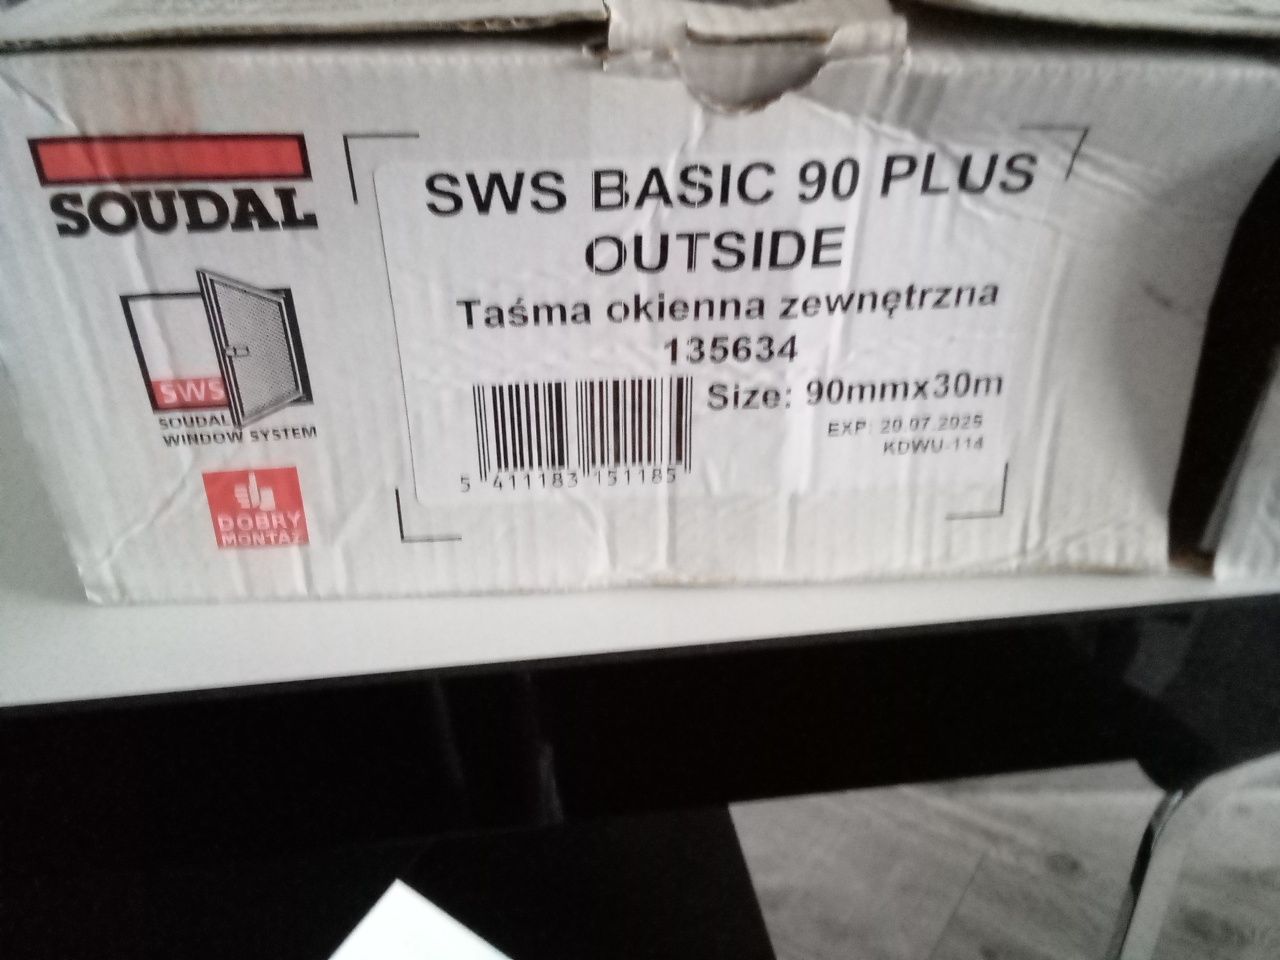 SOUDAL
SWS
SOUDAL
WINDOW SYSTEM
DOBRY
MONTAŻ
SWS BASIC 90 PLUS
OUTSIDE
Taśma okienna zewnętrzna
135634
Size: 90mmx30m
EXP: 20.07.2025
KDWU-114
5 411183 151185